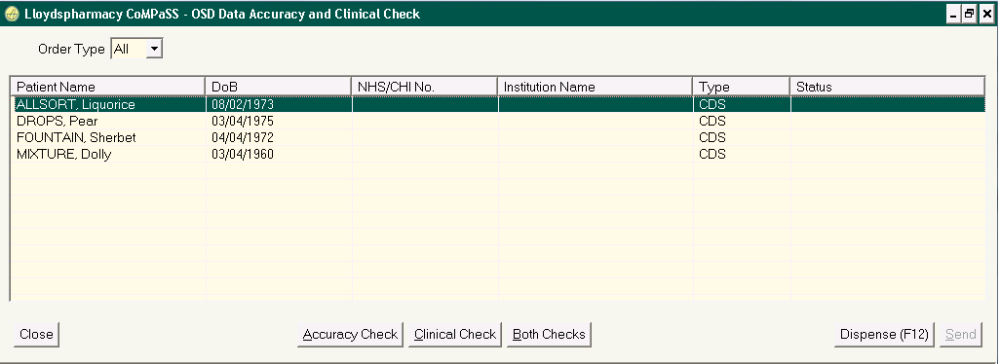 Lloydspharmacy CoMPaSS - OSD Data Accuracy and Clinical Check
Order Type All
Patient Name DoB NHS/CHI No. Institution Name Type Status
ALLSORT, Liquorice 08/02/1973 CDS
DROPS, Pear 03/04/1975 CDS
FOUNTAIN, Sherbet 04/04/1972 CDS
MIXTURE, Dolly 03/04/1960 CDS
Close Accuracy Check Clinical Check Both Checks Dispense (F12) Send